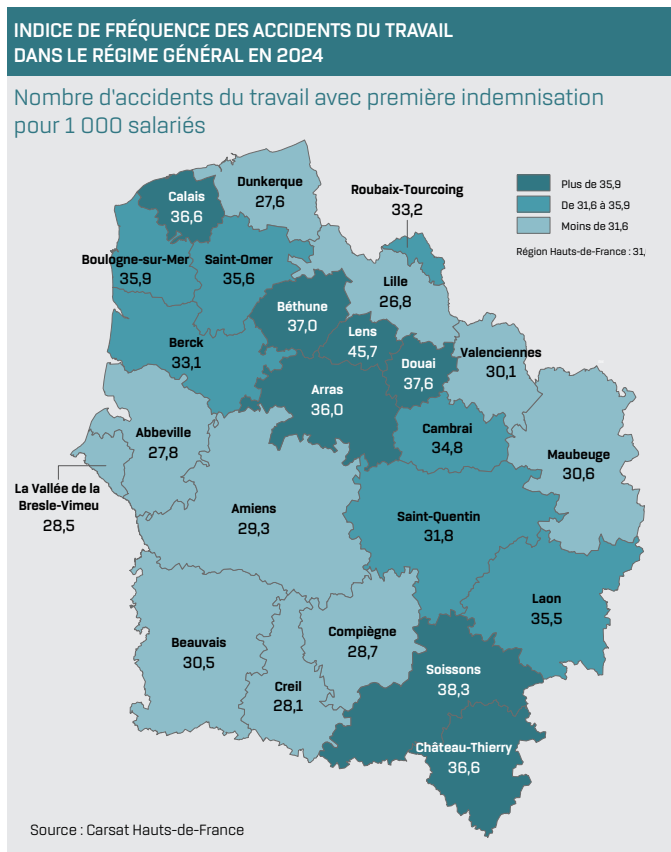 INDICE DE FRÉQUENCE DES ACCIDENTS DU TRAVAIL
DANS LE RÉGIME GÉNÉRAL EN 2024
Nombre d'accidents du travail avec première indemnisation
pour 1 000 salariés
Plus de 35,9
De 31,6 à 35,9
Moins de 31,6
Région Hauts-de-France : 31,
Dunkerque
27,6
Calais
36,6
Roubaix-Tourcoing
33,2
Boulogne-sur-Mer
35,9
Saint-Omer
35,6
Lille
26,8
Béthune
37,0
Lens
45,7
Berck
33,1
Douai
37,6
Valenciennes
30,1
Arras
36,0
Abbeville
27,8
Cambrai
34,8
Maubeuge
30,6
La Vallée de la
Bresle-Vimeu
28,5
Amiens
29,3
Saint-Quentin
31,8
Laon
35,5
Beauvais
30,5
Compiègne
28,7
Soissons
38,3
Creil
28,1
Château-Thierry
36,6
Source : Carsat Hauts-de-France